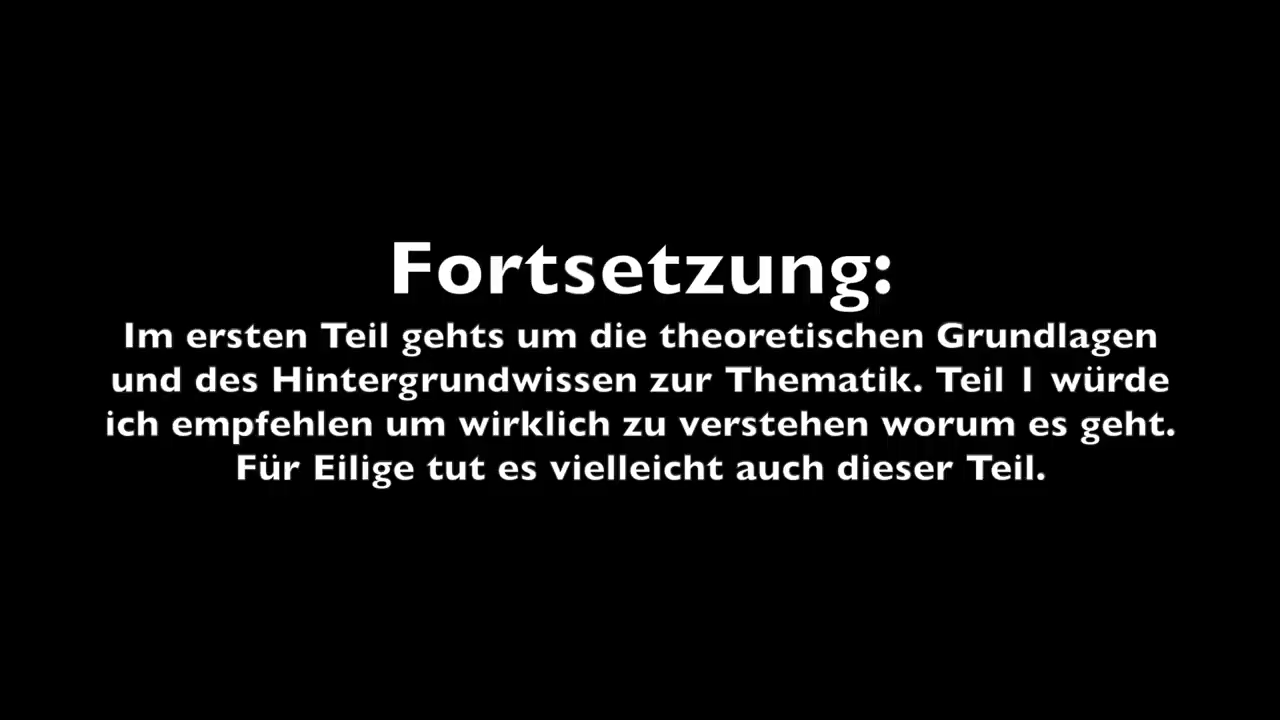 Fortsetzung:
Im ersten Teil gehts um die theoretischen Grundlagen
und des Hintergrundwissen zur Thematik. Teil 1 würde
ich empfehlen um wirklich zu verstehen worum es geht.
Für Eilige tut es vielleicht auch dieser Teil.